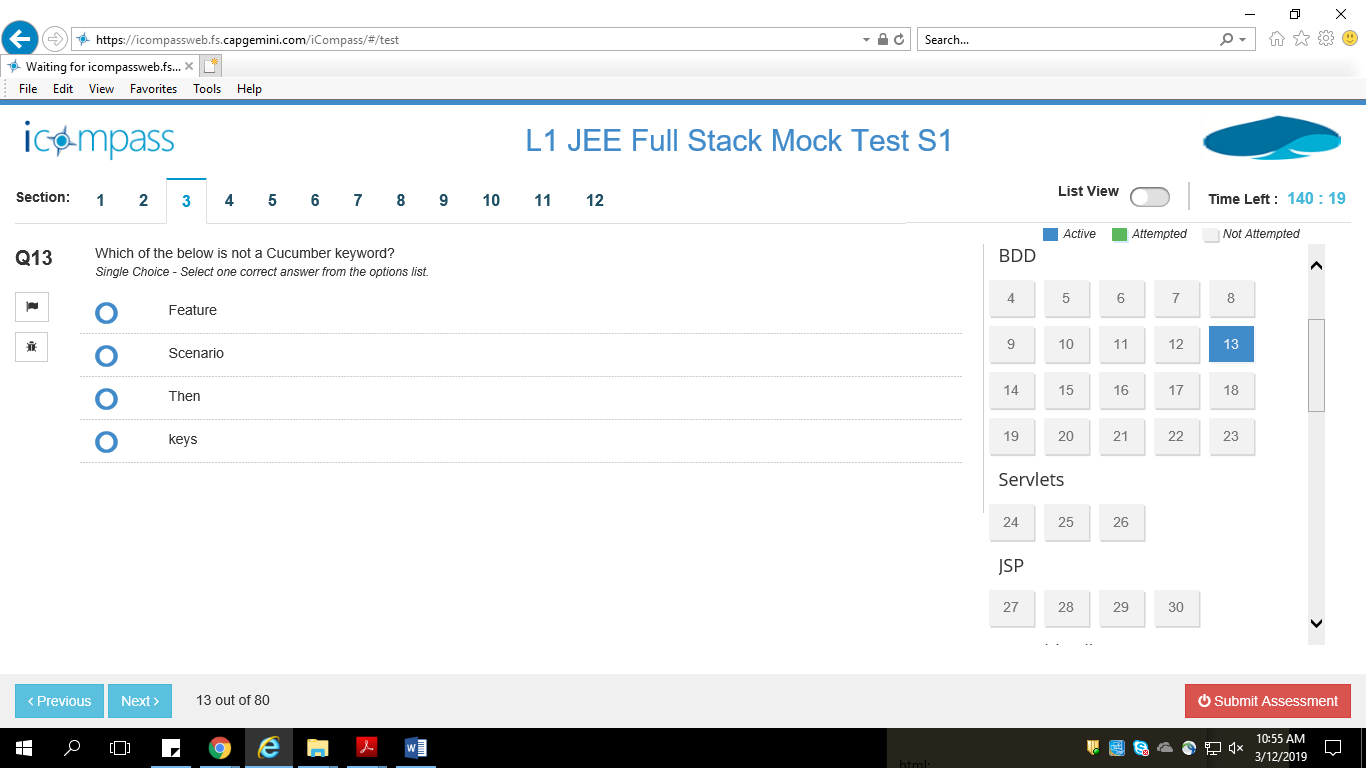 https://icompassweb.fs.capgemini.com/iCompass/#/test
Search...
Waiting for icompassweb.fs...
File Edit View Favorites Tools Help
icompass
L1 JEE Full Stack Mock Test S1
Section: 1 2 3 4 5 6 7 8 9 10 11 12
List View
Time Left : 140 : 19
Active Attempted Not Attempted
Q13
Which of the below is not a Cucumber keyword?
Single Choice - Select one correct answer from the options list.
Feature
Scenario
Then
keys
BDD
4 5 6 7 8
9 10 11 12 13
14 15 16 17 18
19 20 21 22 23
Servlets
24 25 26
JSP
27 28 29 30
< Previous
Next >
13 out of 80
Submit Assessment
html:
10:55 AM
3/12/2019